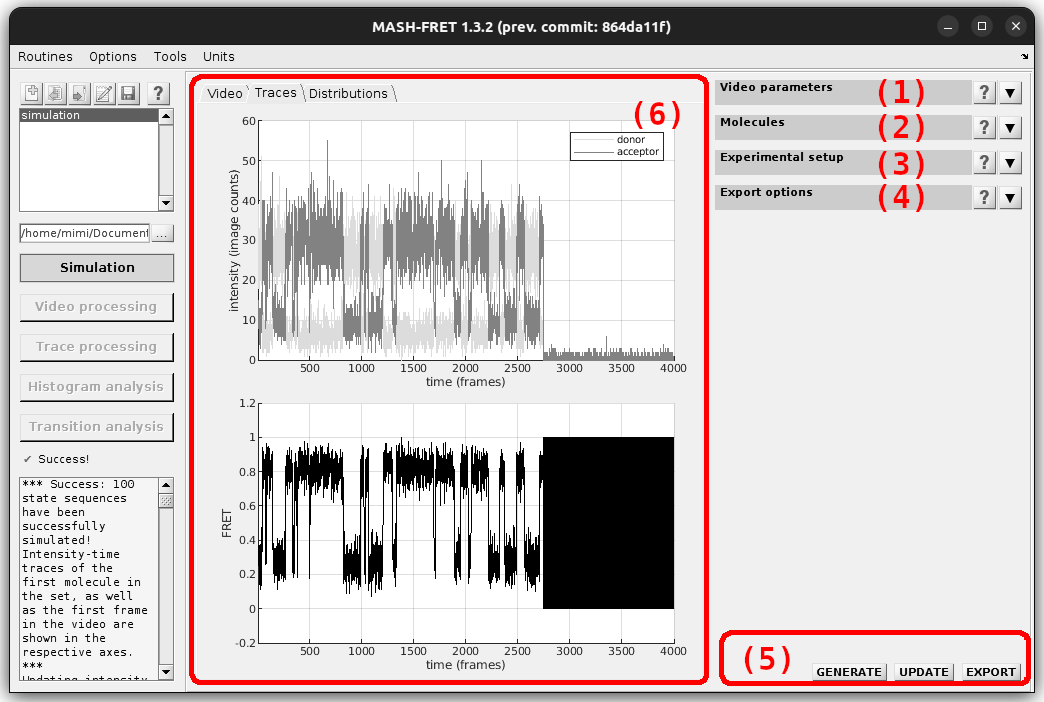 MASH-FRET 1.3.2 (prev. commit: 864da11f)
Routines Options Tools Units
?
simulation
/home/mimi/Document
...
Simulation
Video processing
Trace processing
Histogram analysis
Transition analysis
✓ Success!
*** Success: 100
state sequences
have been
successfully
simulated!
Intensity-time
traces of the
first molecule in
the set, as well
as the first frame
in the video are
shown in the
respective axes.
***
Updating intensity
Video Traces Distributions
(6)
donor
acceptor
60
50
40
30
20
10
0
intensity (image counts)
500 1000 1500 2000 2500 3000 3500 4000
time (frames)
1.2
1
0.8
0.6
0.4
0.2
0
-0.2
FRET
500 1000 1500 2000 2500 3000 3500 4000
time (frames)
Video parameters (1) ? ▼
Molecules (2) ? ▼
Experimental setup (3) ? ▼
Export options (4) ? ▼
(5)
GENERATE UPDATE EXPORT